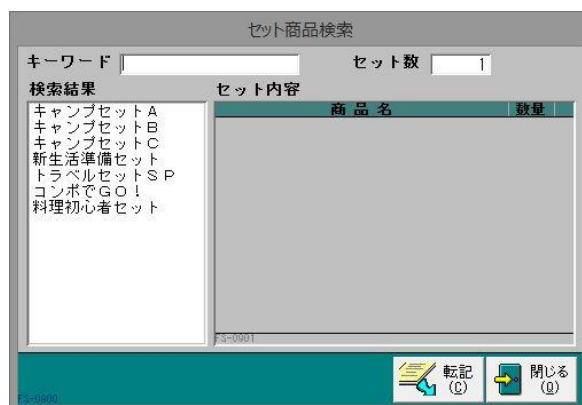 セット商品検索
キーワード セット数 1
検索結果 セット内容
商品名 数量
キャンプセットA
キャンプセットB
キャンプセットC
新生活準備セット
トラベルセットSP
コンポでGO!
料理初心者セット
FS-0901
転記(C) 閉じる(Q)
FS-0900